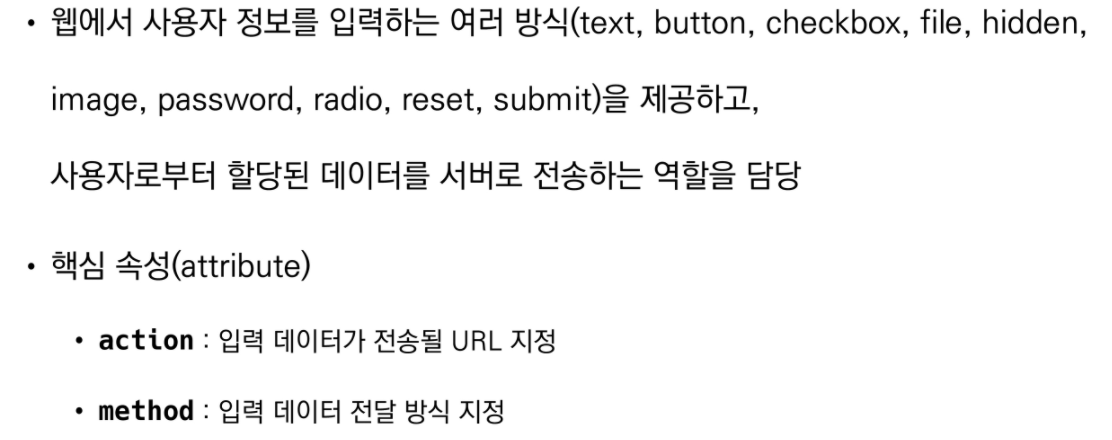 • 웹에서 사용자 정보를 입력하는 여러 방식(text, button, checkbox, file, hidden,
image, password, radio, reset, submit)을 제공하고,
사용자로부터 할당된 데이터를 서버로 전송하는 역할을 담당
• 핵심 속성(attribute)
• action : 입력 데이터가 전송될 URL 지정
• method : 입력 데이터 전달 방식 지정